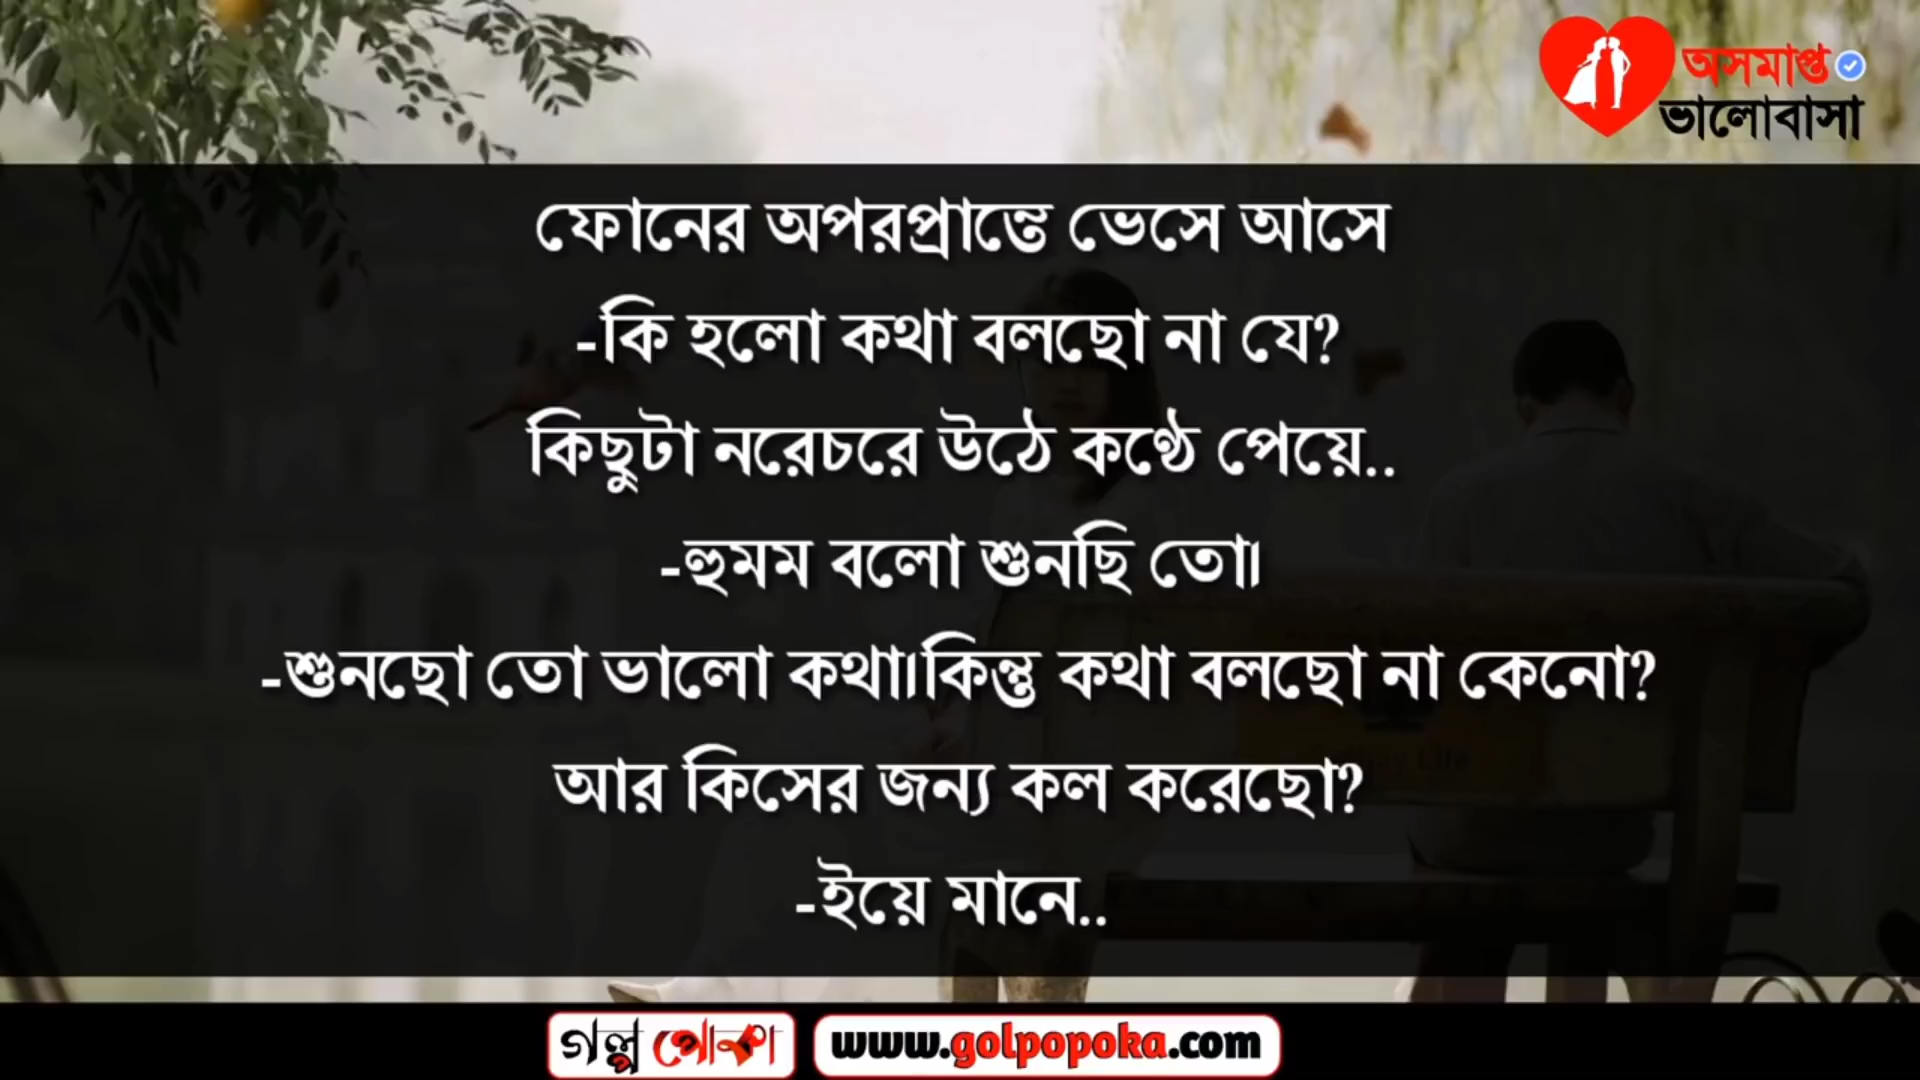 অসমাপ্ত
ভালোবাসা
ফোনের অপরপ্রান্তে ভেসে আসে
-কি হলো কথা বলছো না যে?
কিছুটা নরেচরে উঠে কণ্ঠে পেয়ে..
-হুমম বলো শুনছি তো।
-শুনছো তো ভালো কথা।কিন্তু কথা বলছো না কেনো?
আর কিসের জন্য কল করেছো?
-ইয়ে মানে..
গল্প পোকা
www.golpopoka.com